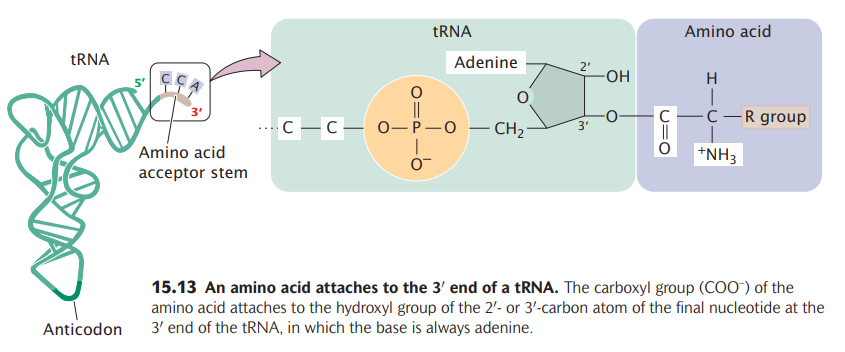 tRNA
5′
C C A
3′
Amino acid
acceptor stem
Anticodon
tRNA
Adenine
2′
OH
O
3′
O
C C
O
O P O
O⁻
CH₂
Amino acid
H
C C R group
O
⁺NH₃
15.13 An amino acid attaches to the 3′ end of a tRNA. The carboxyl group (COO⁻) of the
amino acid attaches to the hydroxyl group of the 2′- or 3′-carbon atom of the final nucleotide at the
3′ end of the tRNA, in which the base is always adenine.